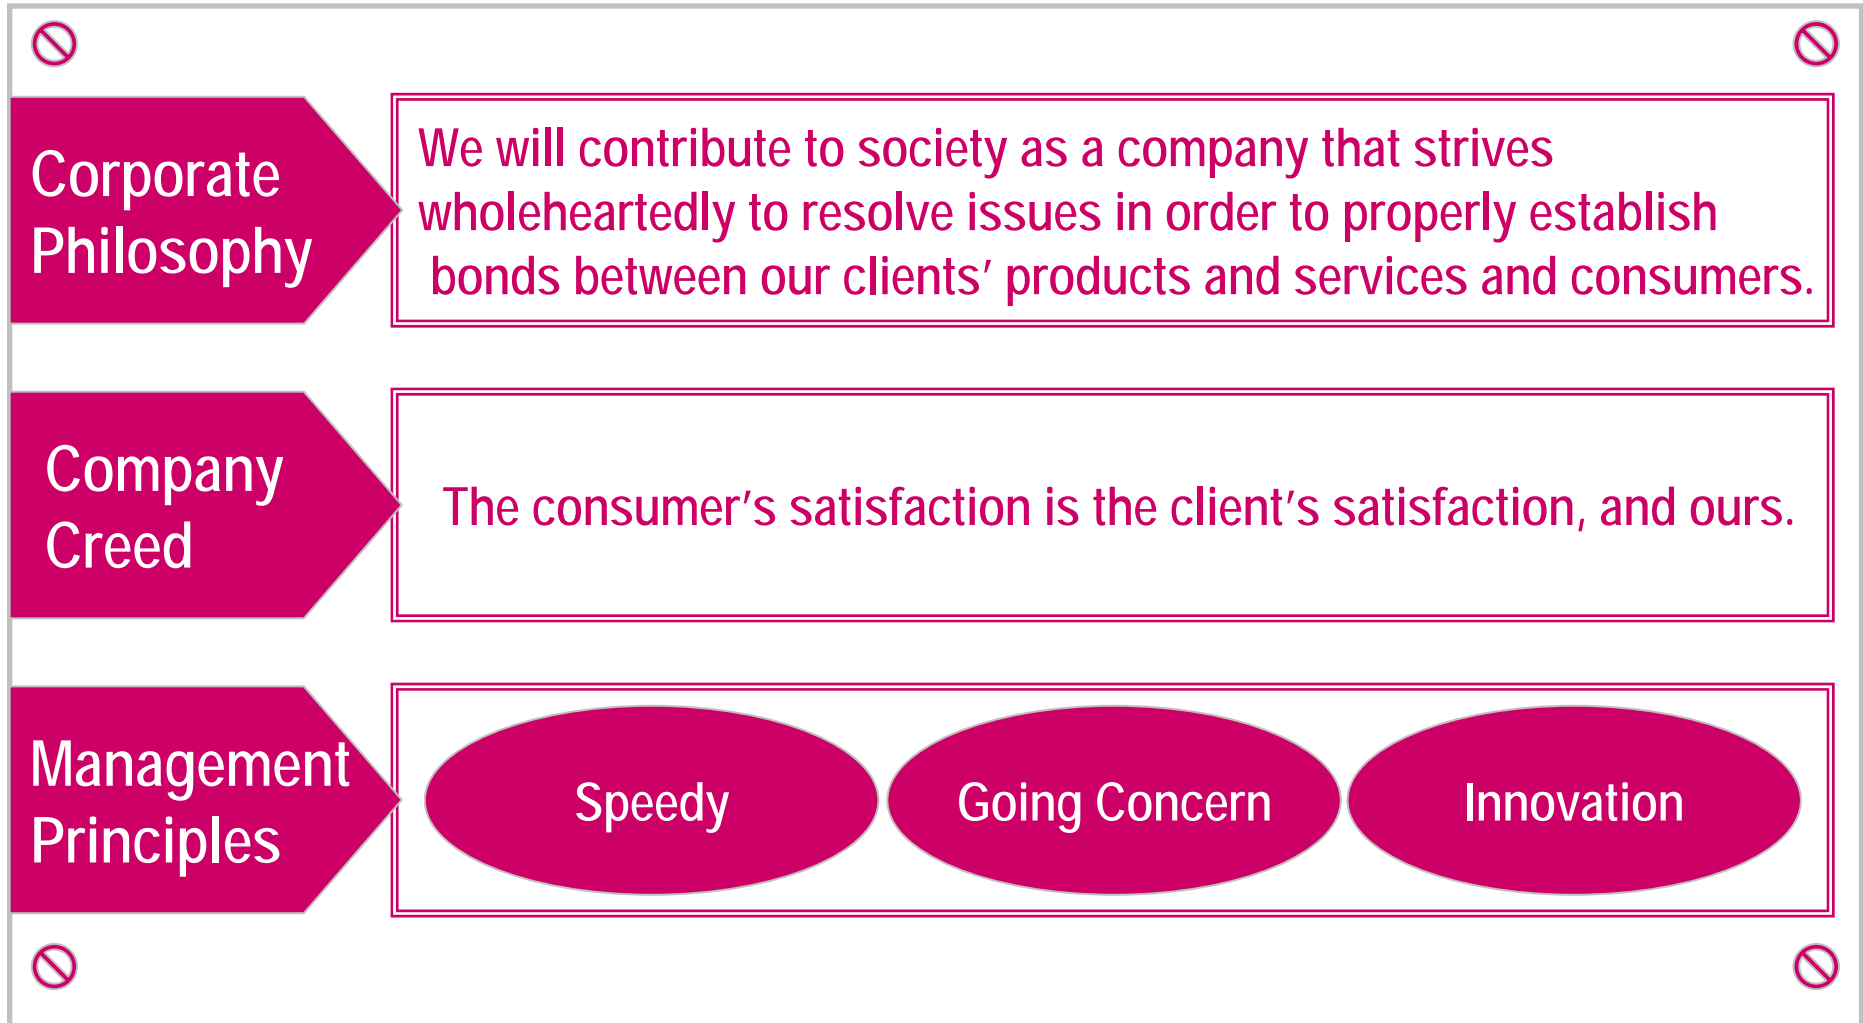 Corporate
Philosophy
We will contribute to society as a company that strives
wholeheartedly to resolve issues in order to properly establish
bonds between our clients’ products and services and consumers.
Company
Creed
The consumer’s satisfaction is the client’s satisfaction, and ours.
Management
Principles
Speedy
Going Concern
Innovation